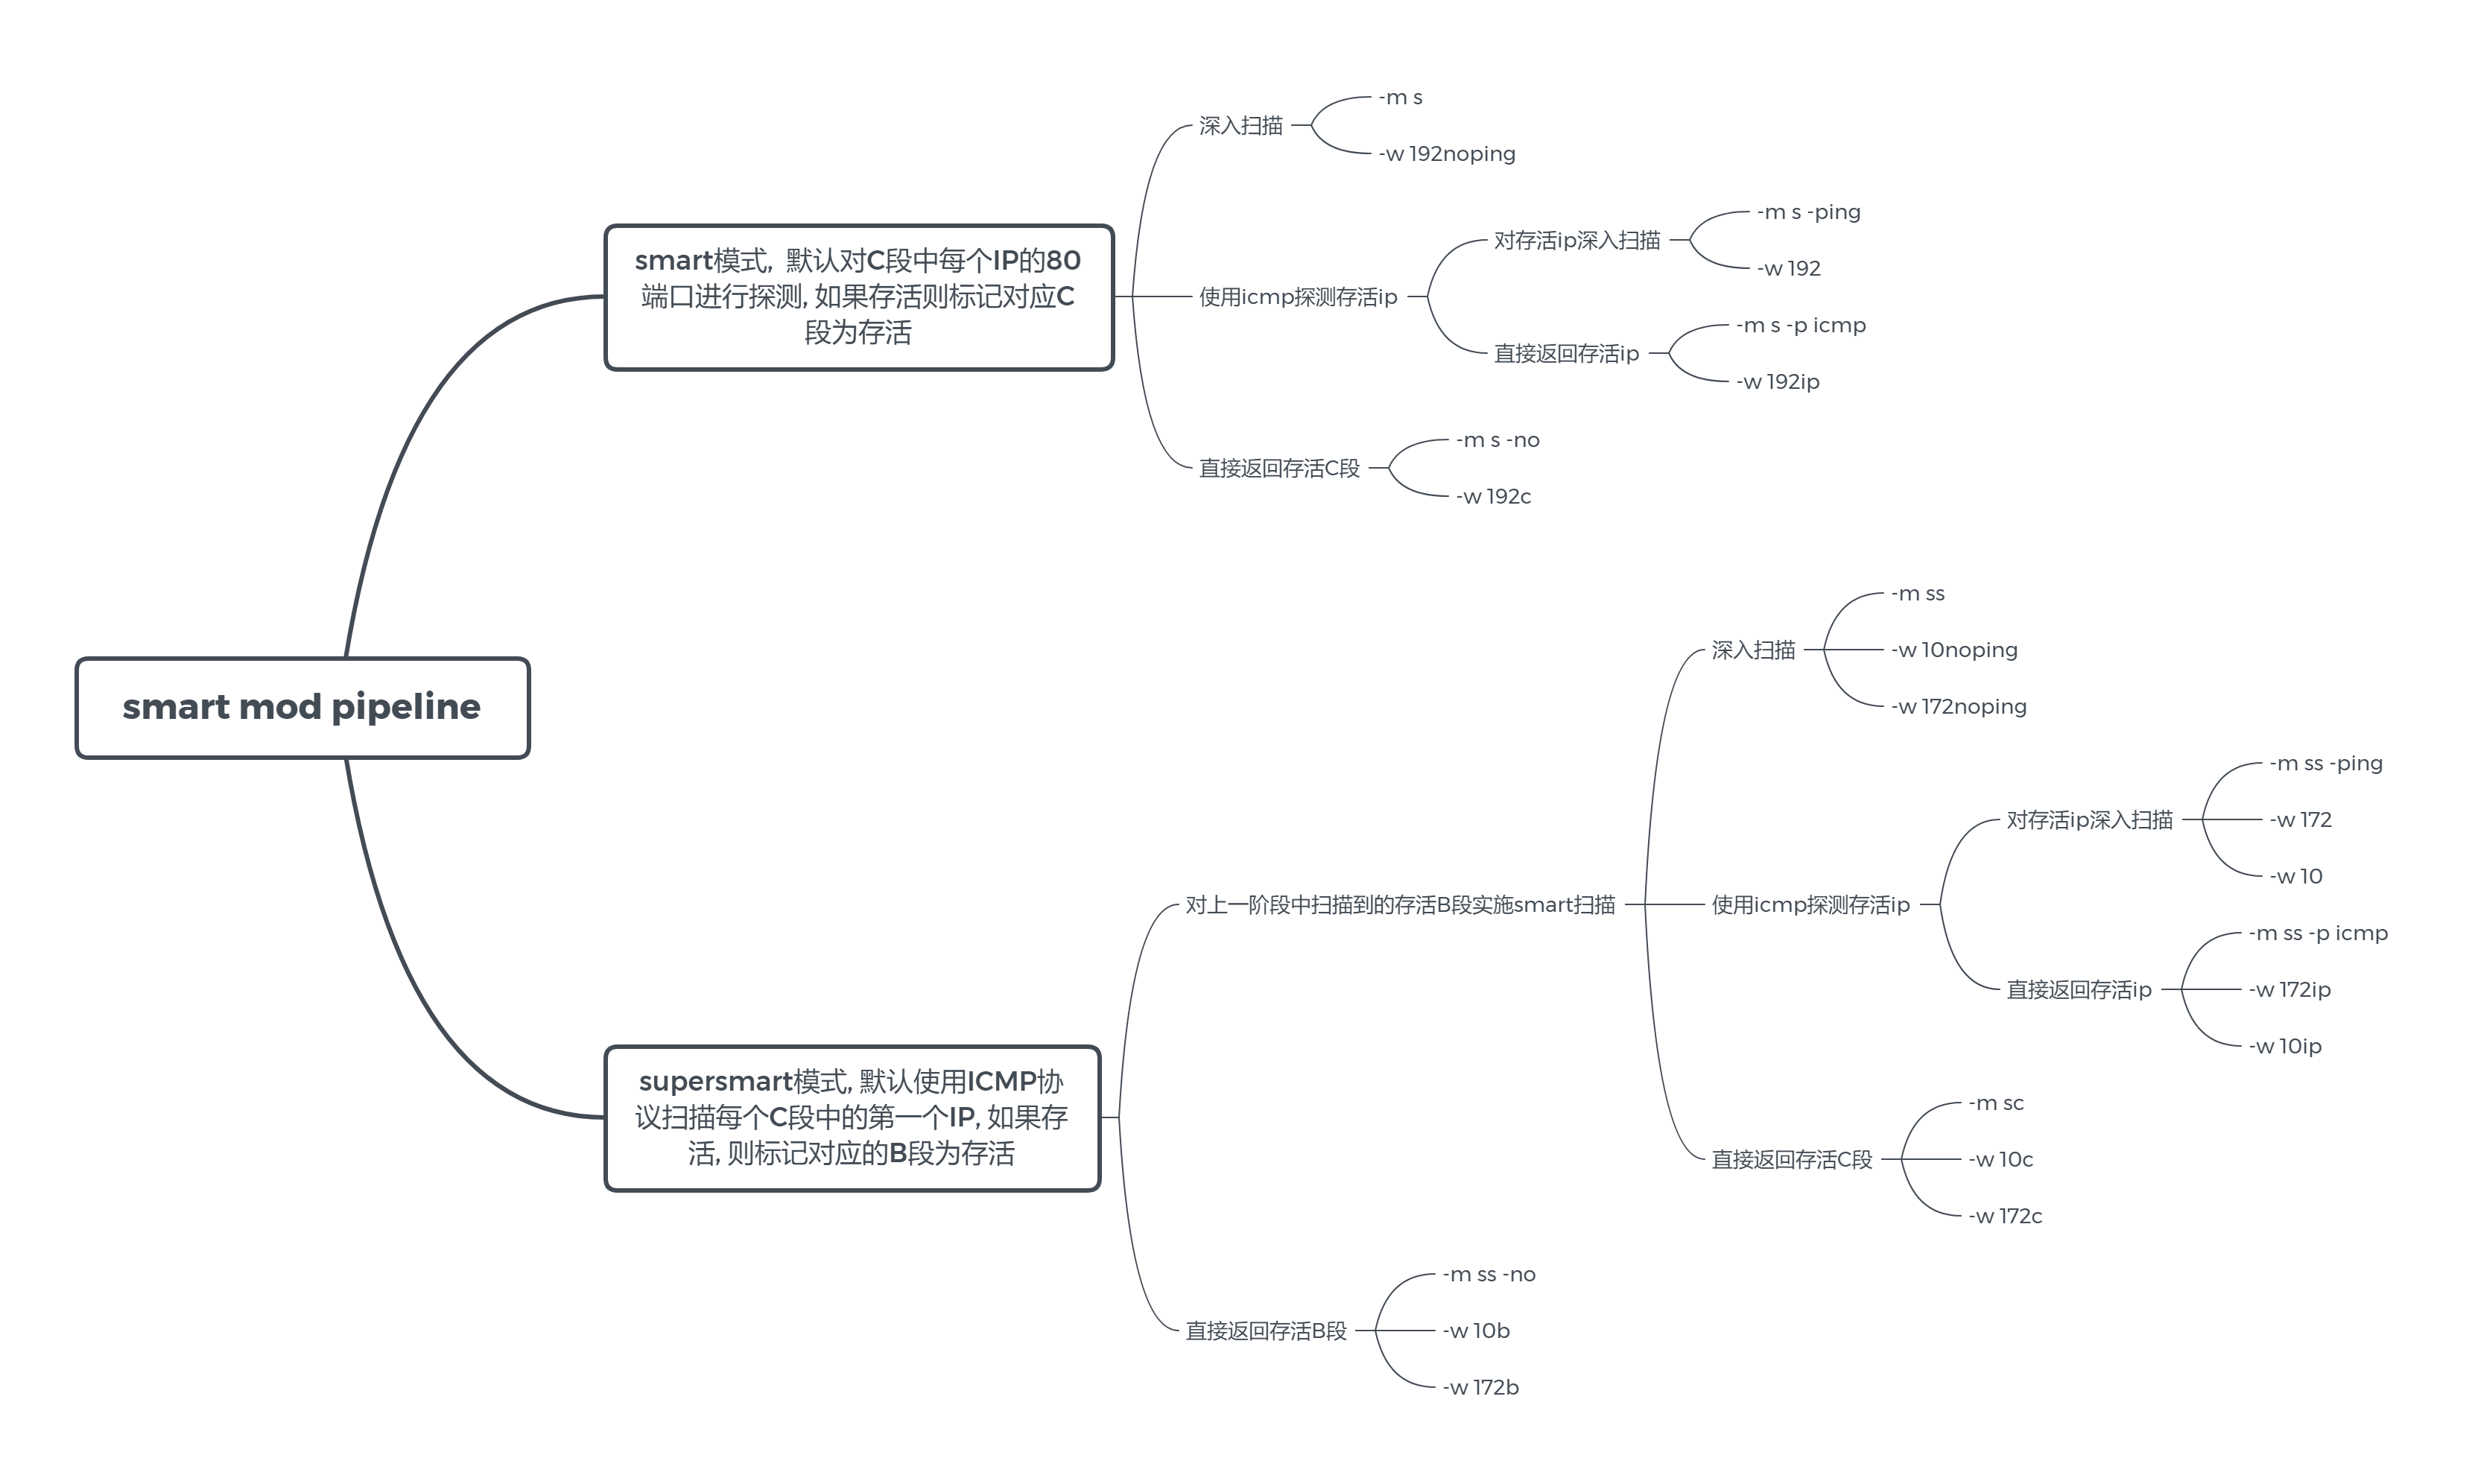 smart mod pipeline
smart模式,  默认对C段中每个IP的80
端口进行探测, 如果存活则标记对应C
段为存活
深入扫描
-m s
-w 192noping
使用icmp探测存活ip
对存活ip深入扫描
-m s -ping
-w 192
直接返回存活ip
-m s -p icmp
-w 192ip
直接返回存活C段
-m s -no
-w 192c
supersmart模式, 默认使用ICMP协
议扫描每个C段中的第一个IP, 如果存
活, 则标记对应的B段为存活
对上一阶段中扫描到的存活B段实施smart扫描
深入扫描
-m ss
-w 10noping
-w 172noping
使用icmp探测存活ip
对存活ip深入扫描
-m ss -ping
-w 172
-w 10
直接返回存活ip
-m ss -p icmp
-w 172ip
-w 10ip
直接返回存活C段
-m sc
-w 10c
-w 172c
直接返回存活B段
-m ss -no
-w 10b
-w 172b